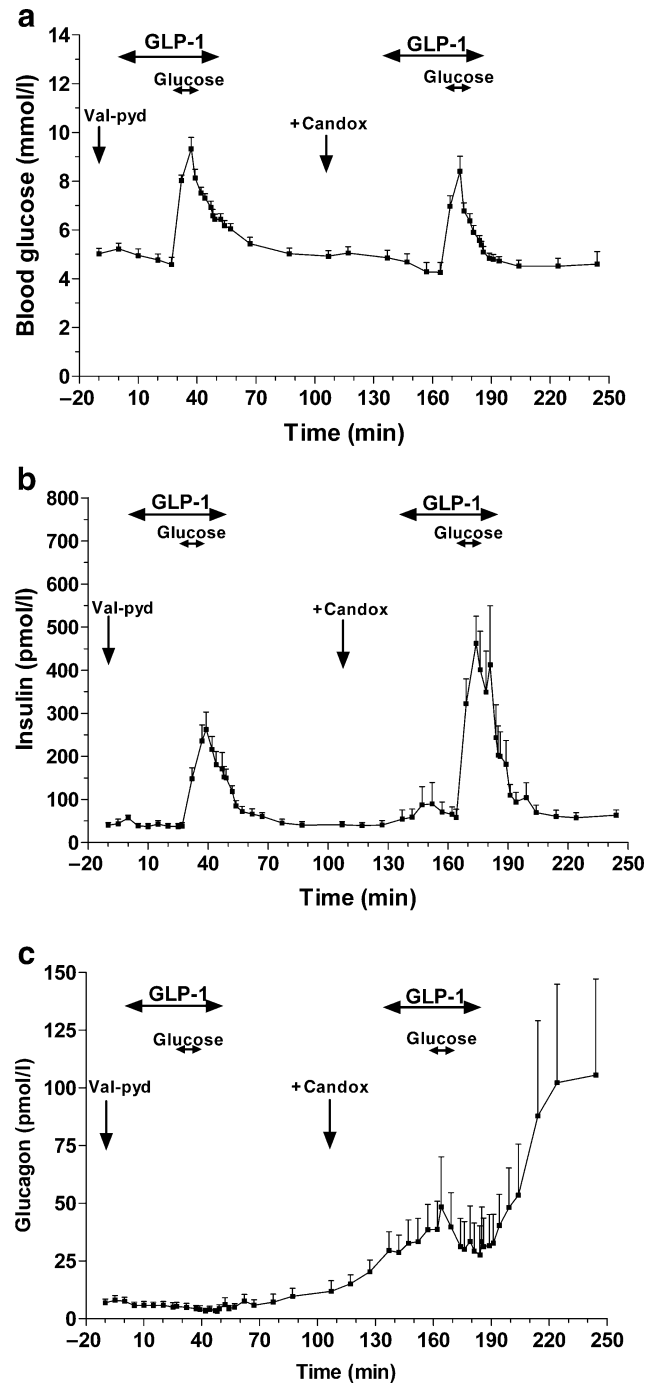 a
14
12
10
8
6
4
2
0
Blood glucose (mmol/l)
GLP-1
GLP-1
Glucose
Glucose
Val-pyd
+Candox
–20 10 40 70 100 130 160 190 220 250
Time (min)
b
800
700
600
500
400
300
200
100
0
Insulin (pmol/l)
GLP-1
GLP-1
Glucose
Glucose
Val-pyd
+Candox
–20 10 40 70 100 130 160 190 220 250
Time (min)
c
150
125
100
75
50
25
0
Glucagon (pmol/l)
GLP-1
GLP-1
Glucose
Glucose
Val-pyd
+Candox
–20 10 40 70 100 130 160 190 220 250
Time (min)